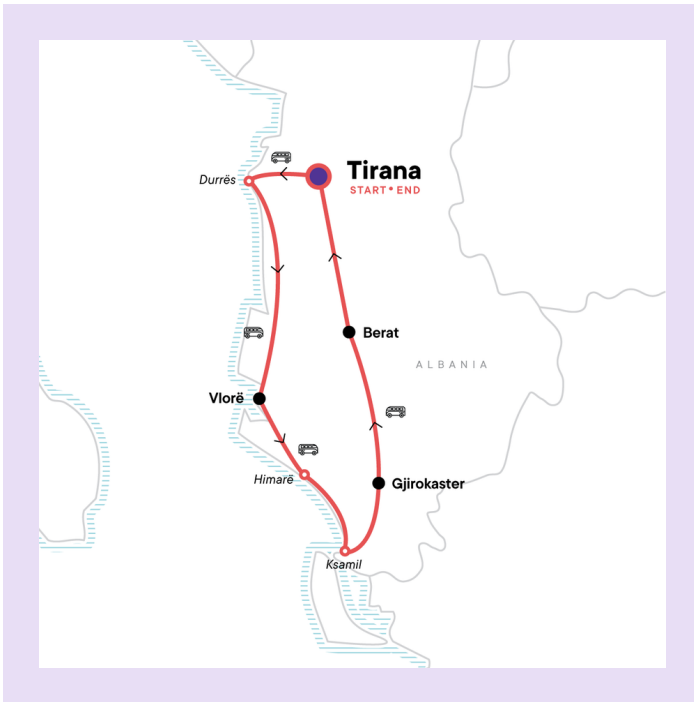 Tirana
START•END
Durrës
Berat
ALBANIA
Vlorë
Himarë
Gjirokaster
Ksamil